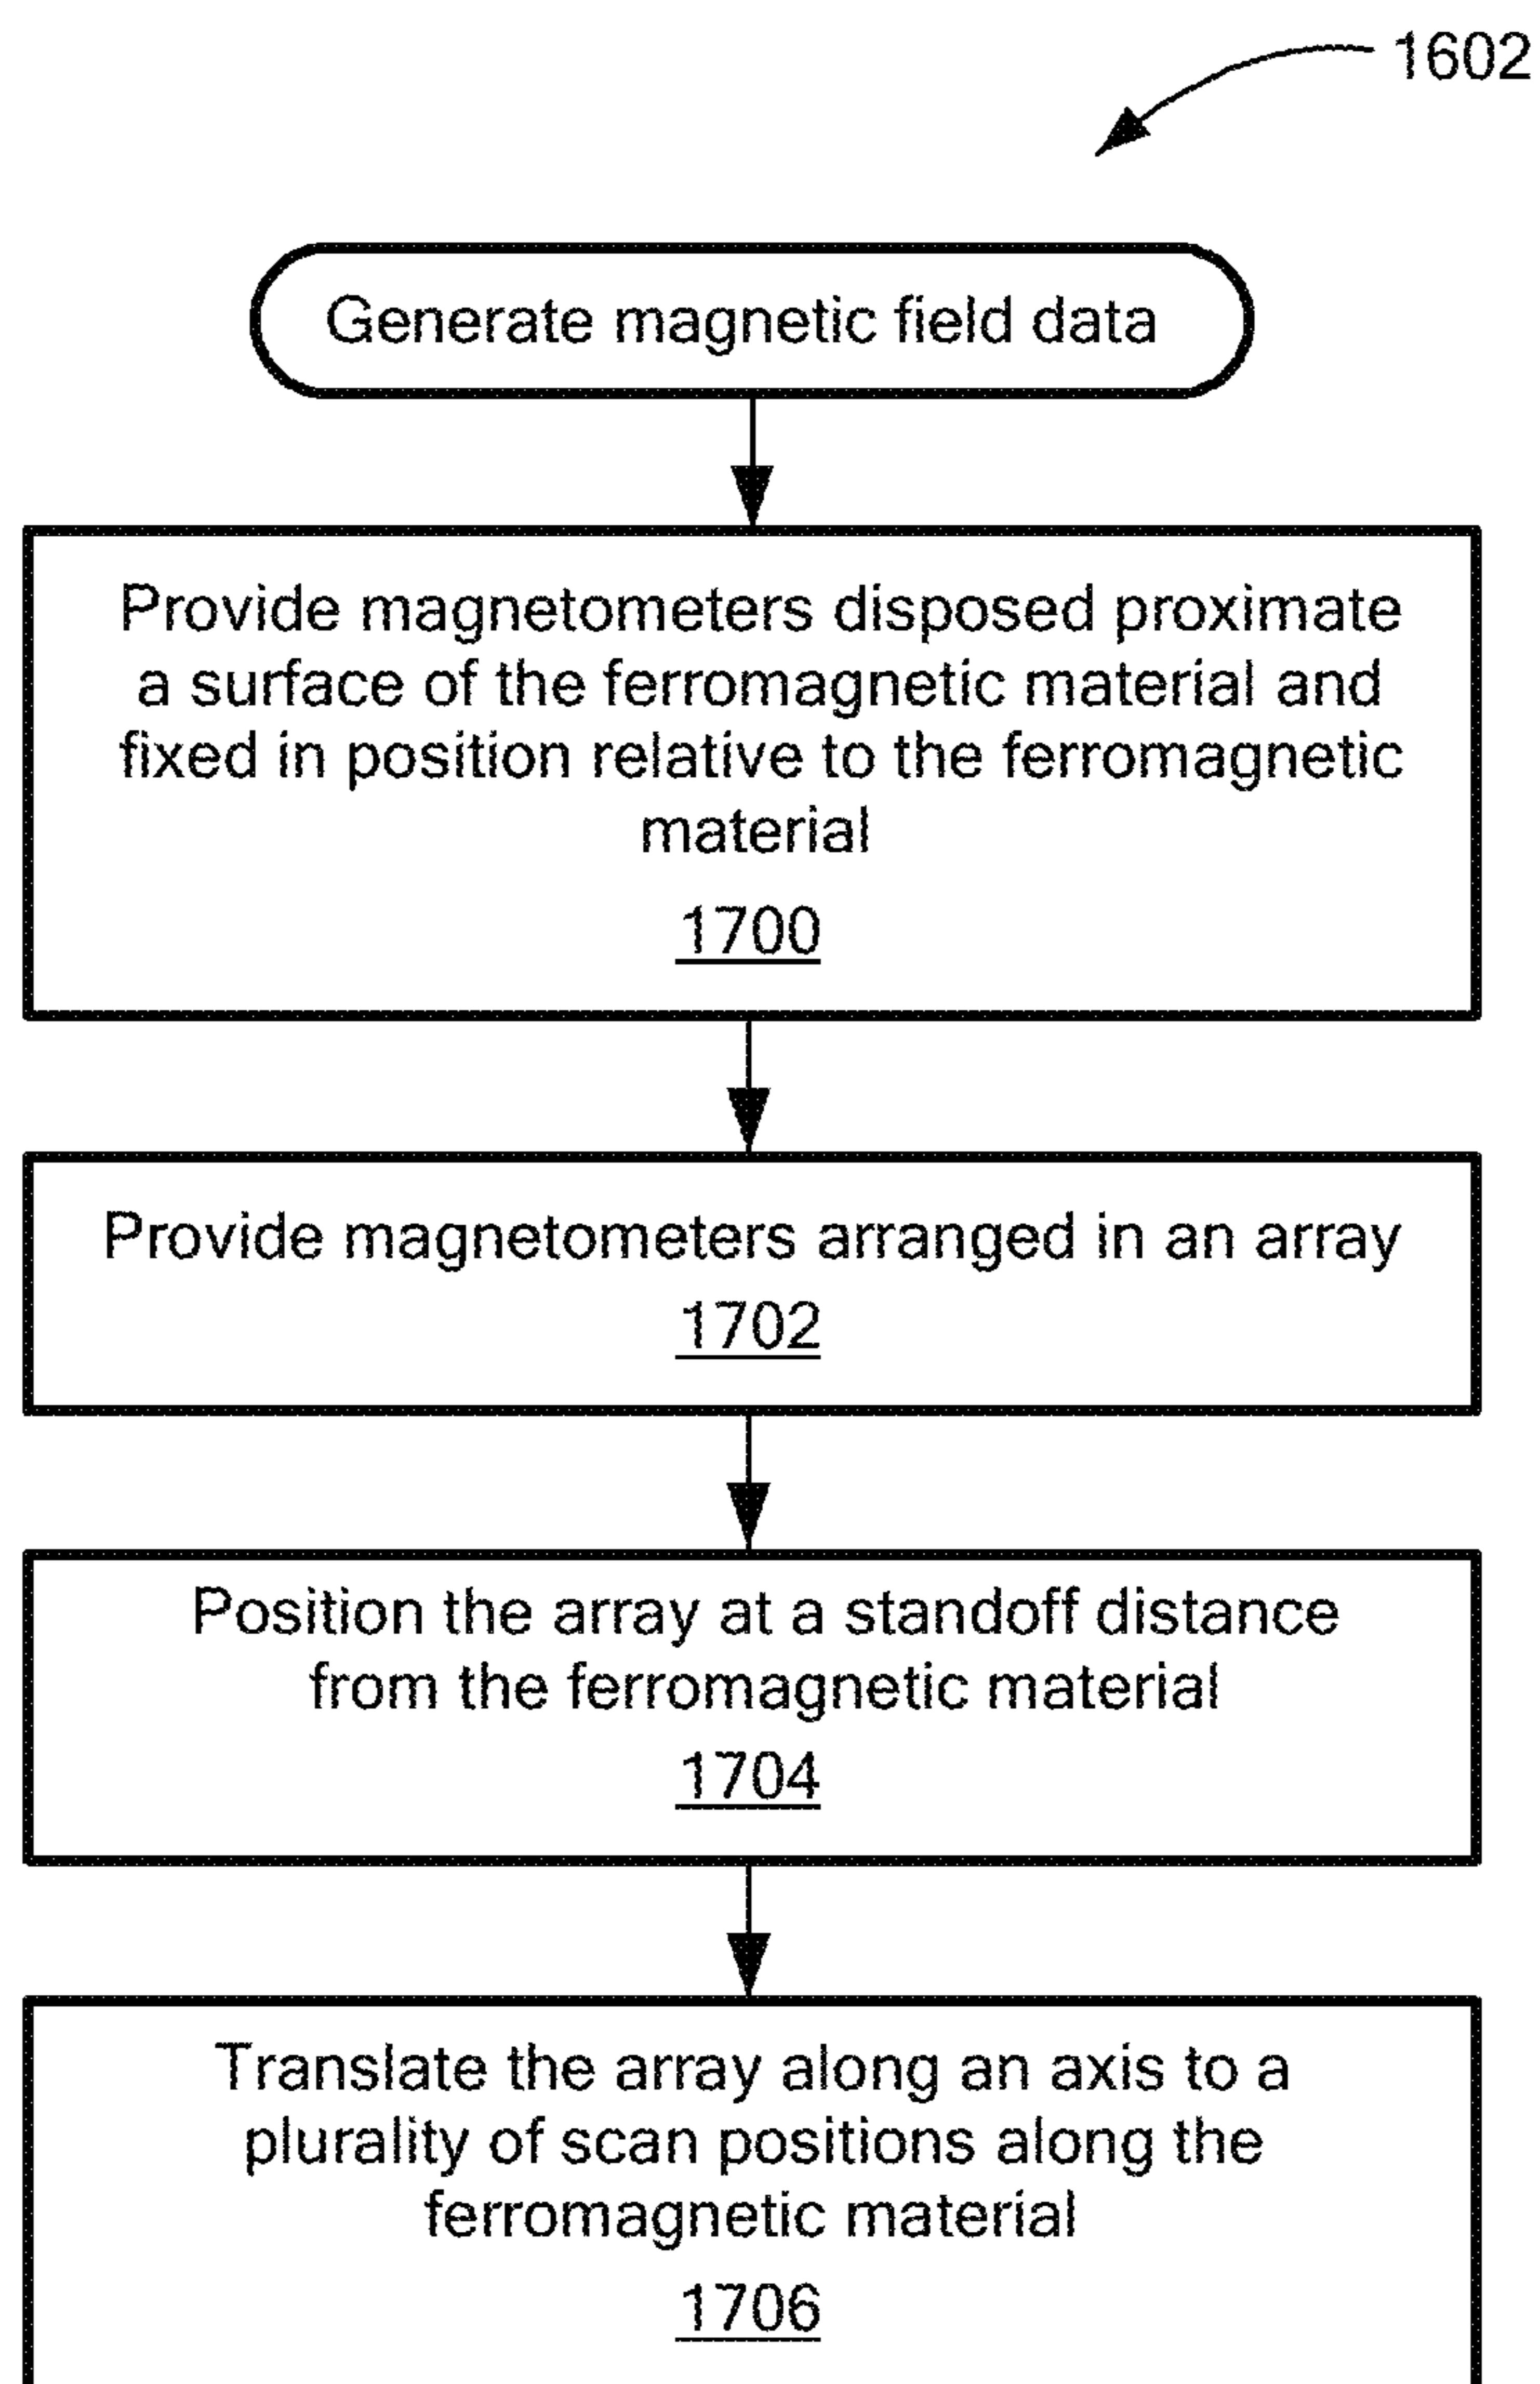 1602
Generate magnetic field data
Provide magnetometers disposed proximate
a surface of the ferromagnetic material and
fixed in position relative to the ferromagnetic
material
1700
Provide magnetometers arranged in an array
1702
Position the array at a standoff distance
from the ferromagnetic material
1704
Translate the array along an axis to a
plurality of scan positions along the
ferromagnetic material
1706